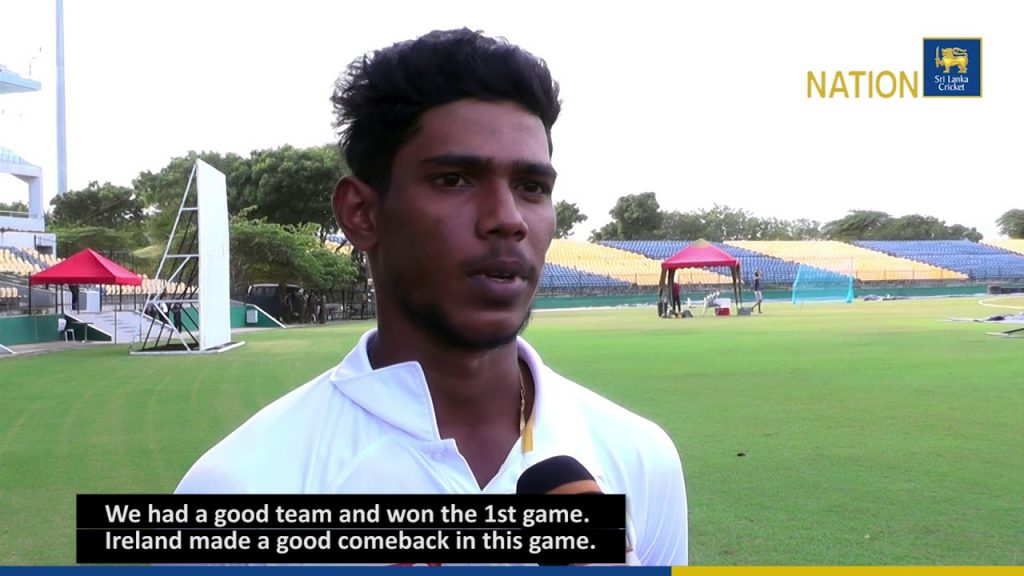 NATION
Sri Lanka
Cricket
We had a good team and won the 1st game.
Ireland made a good comeback in this game.